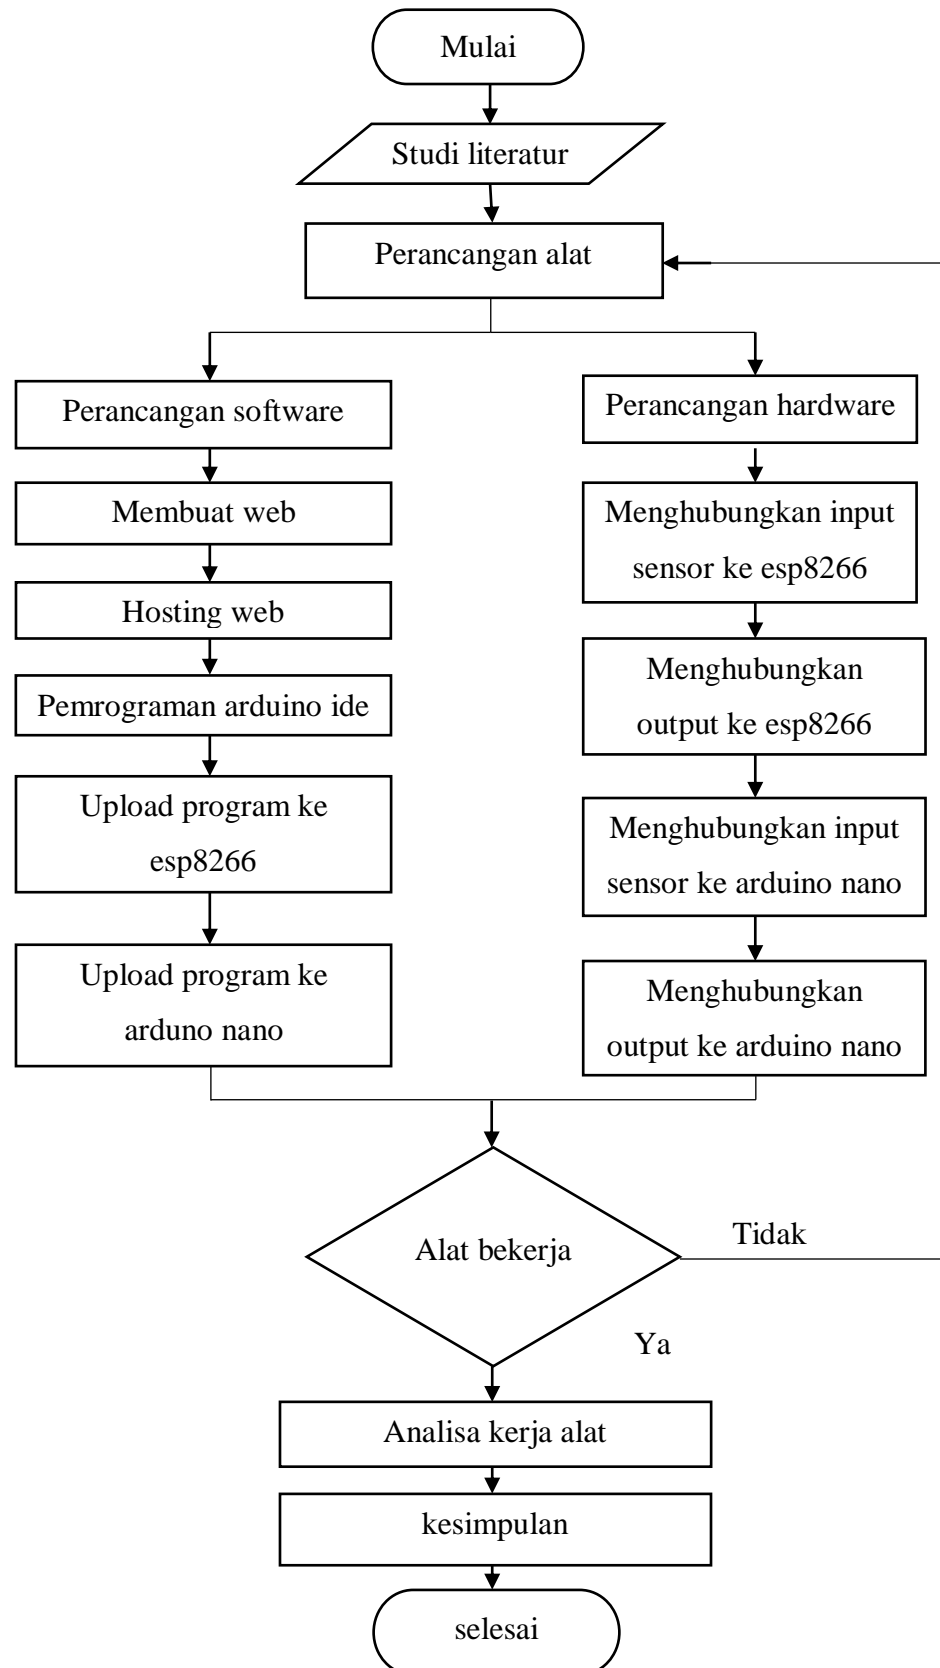 Mulai
Studi literatur
Perancangan alat
Perancangan software
Membuat web
Hosting web
Pemrograman arduino ide
Upload program ke
esp8266
Upload program ke
arduno nano
Perancangan hardware
Menghubungkan input
sensor ke esp8266
Menghubungkan
output ke esp8266
Menghubungkan input
sensor ke arduino nano
Menghubungkan
output ke arduino nano
Alat bekerja
Tidak
Ya
Analisa kerja alat
kesimpulan
selesai